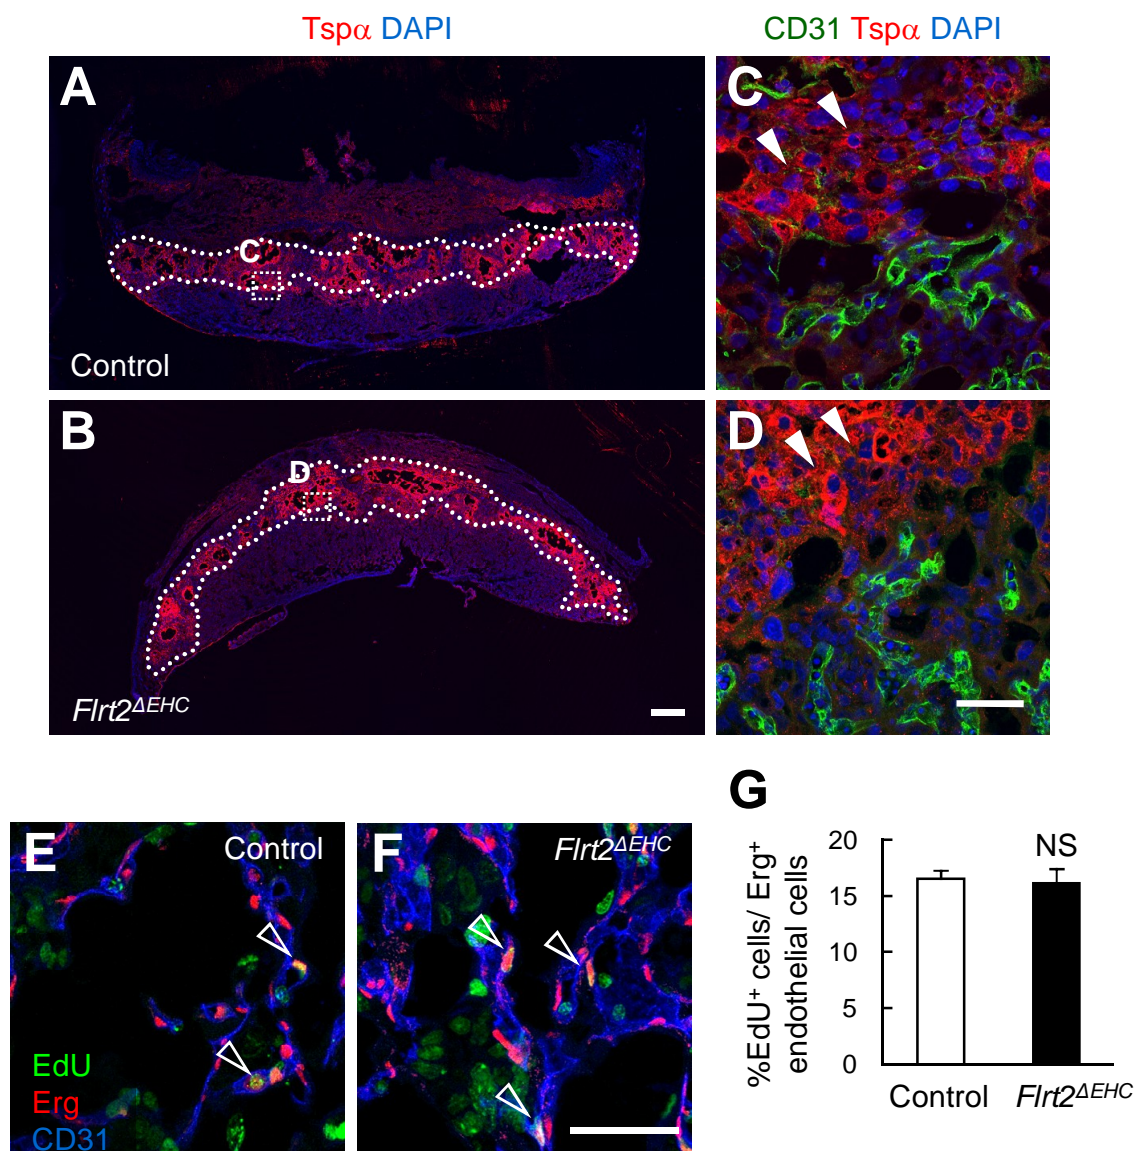 Tspα DAPI
CD31 Tspα DAPI
A
C
Control
C
B
D
Flrt2ΔEHC
D
E
Control
EdU
Erg
CD31
F
Flrt2ΔEHC
G
%EdU⁺ cells/ Erg⁺
endothelial cells
20
15
10
5
0
NS
Control
Flrt2ΔEHC